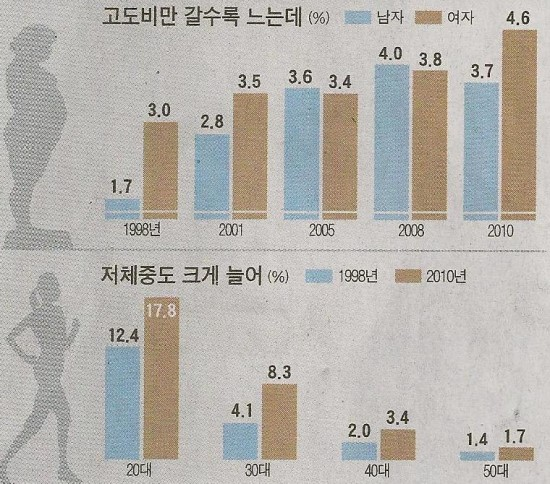 고도비만 갈수록 느는데 (%) 남자 여자
1.7 3.0 2.8 3.5 3.6 3.4 4.0 3.8 3.7 4.6
1998년 2001 2005 2008 2010
저체중도 크게 늘어 (%) 1998년 2010년
12.4 17.8 4.1 8.3 2.0 3.4 1.4 1.7
20대 30대 40대 50대